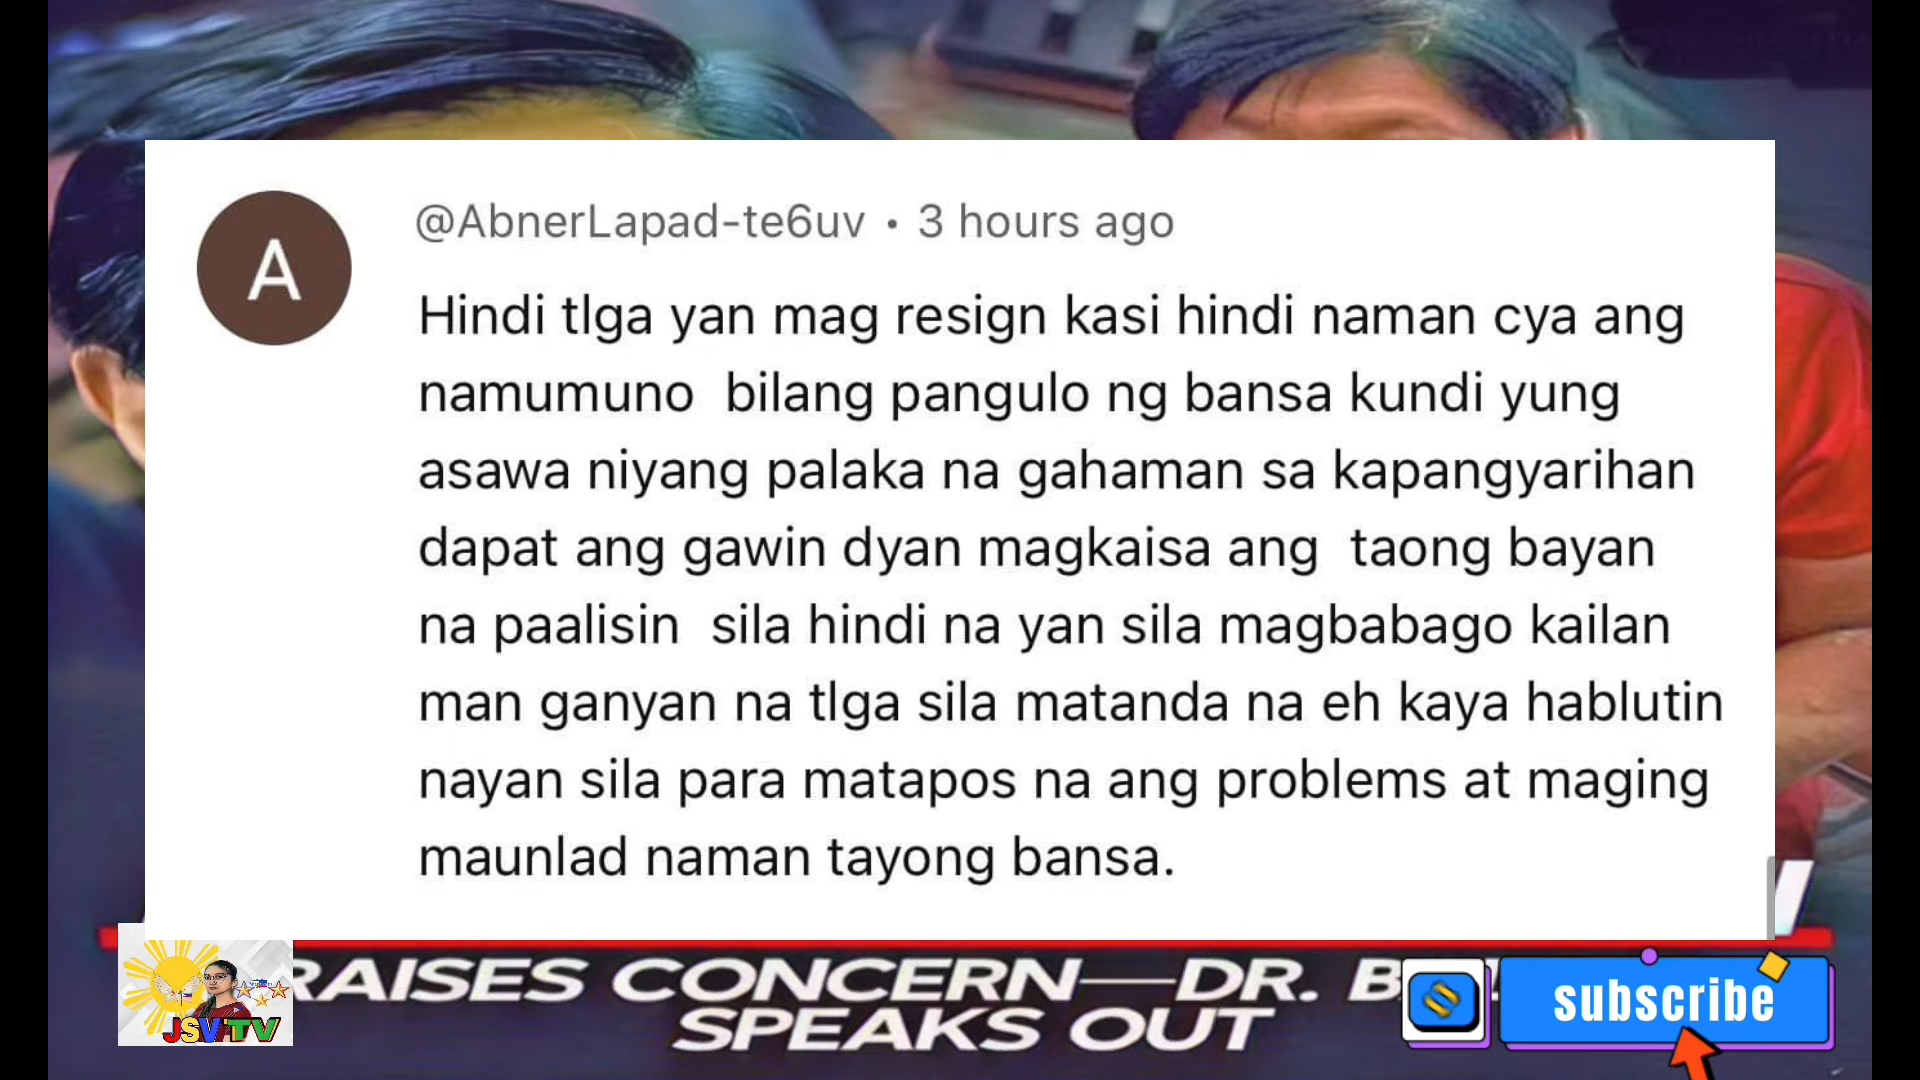 A
@AbnerLapad-te6uv • 3 hours ago
Hindi tlga yan mag resign kasi hindi naman cya ang
namumuno bilang pangulo ng bansa kundi yung
asawa niyang palaka na gahaman sa kapangyarihan
dapat ang gawin dyan magkaisa ang taong bayan
na paalisin sila hindi na yan sila magbabago kailan
man ganyan na tlga sila matanda na eh kaya hablutin
nayan sila para matapos na ang problems at maging
maunlad naman tayong bansa.
RAISES CONCERN—DR. B
SPEAKS OUT
JSV TV
subscribe